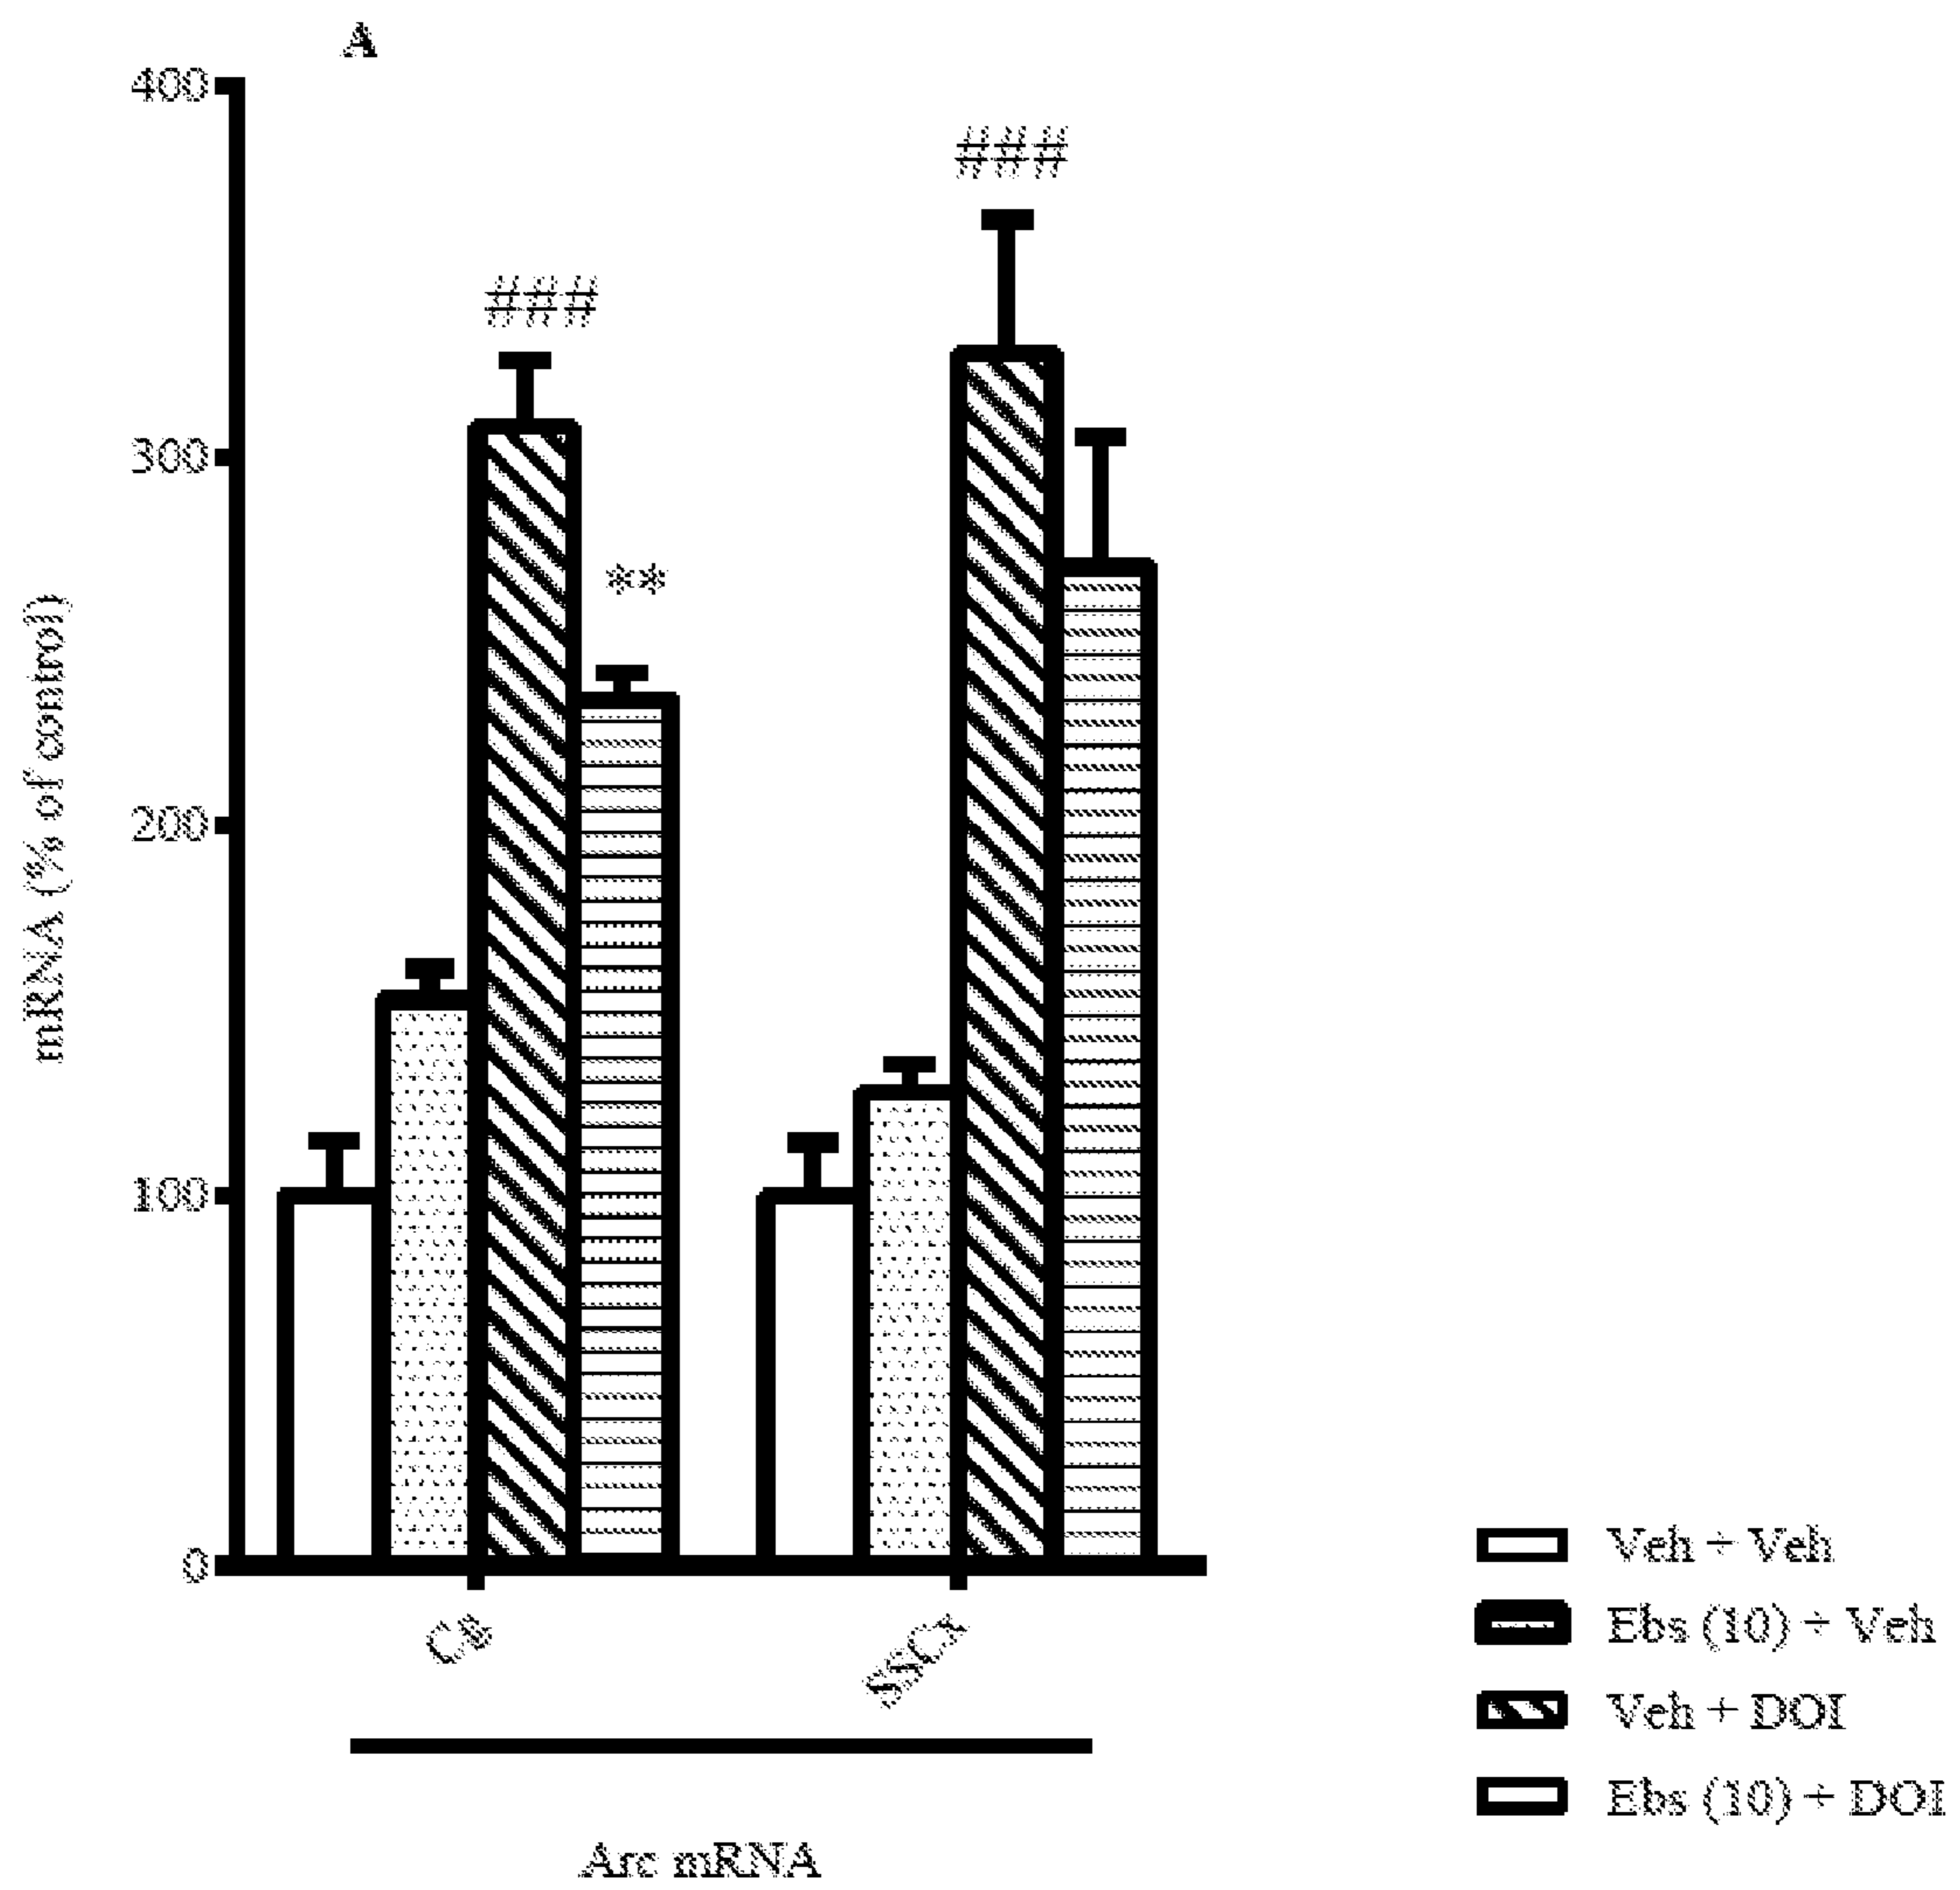 A
400
###
###
300
**
mRNA (% of control)
200
100
0
SSCx
Veh + Veh
Ebs (10) + Veh
Veh + DOI
Ebs (10) + DOI
Arc mRNA